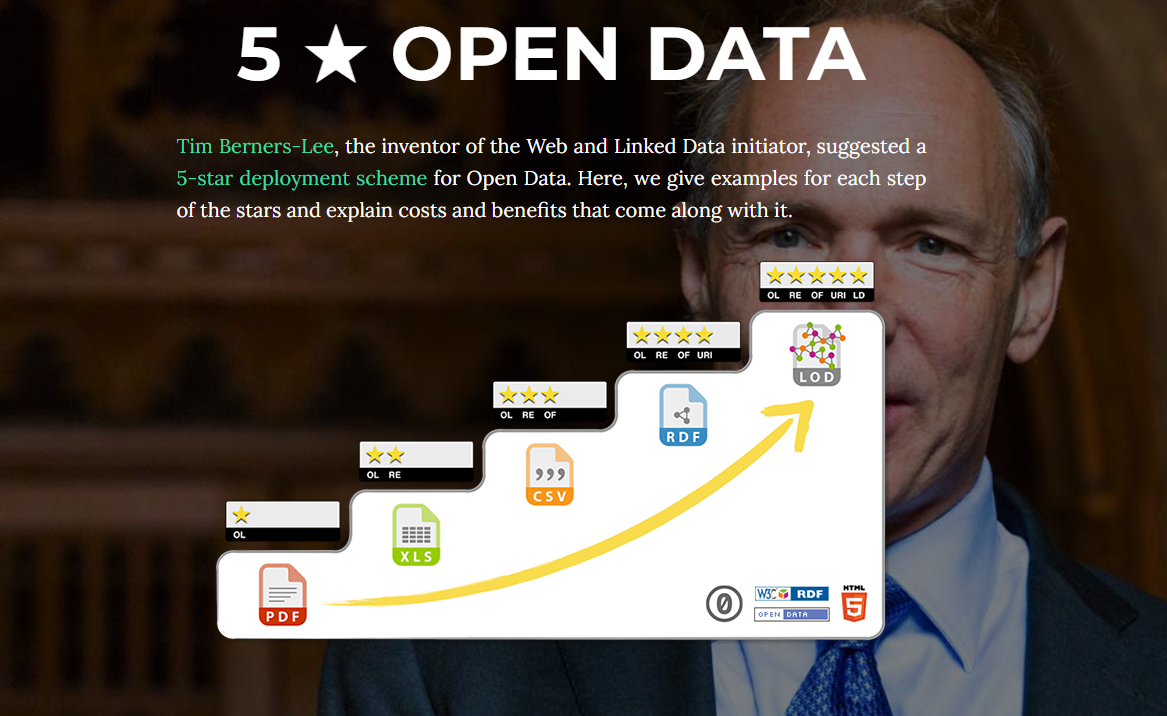 5 ★ OPEN DATA
Tim Berners-Lee, the inventor of the Web and Linked Data initiator, suggested a
5-star deployment scheme for Open Data. Here, we give examples for each step
of the stars and explain costs and benefits that come along with it.
★★★★★
OL RE OF URI LD
LOD
★★★★
OL RE OF URI
RDF
★★★
OL RE OF
CSV
★★
OL RE
XLS
★
OL
PDF
0
W3C RDF
OPEN DATA
HTML
5